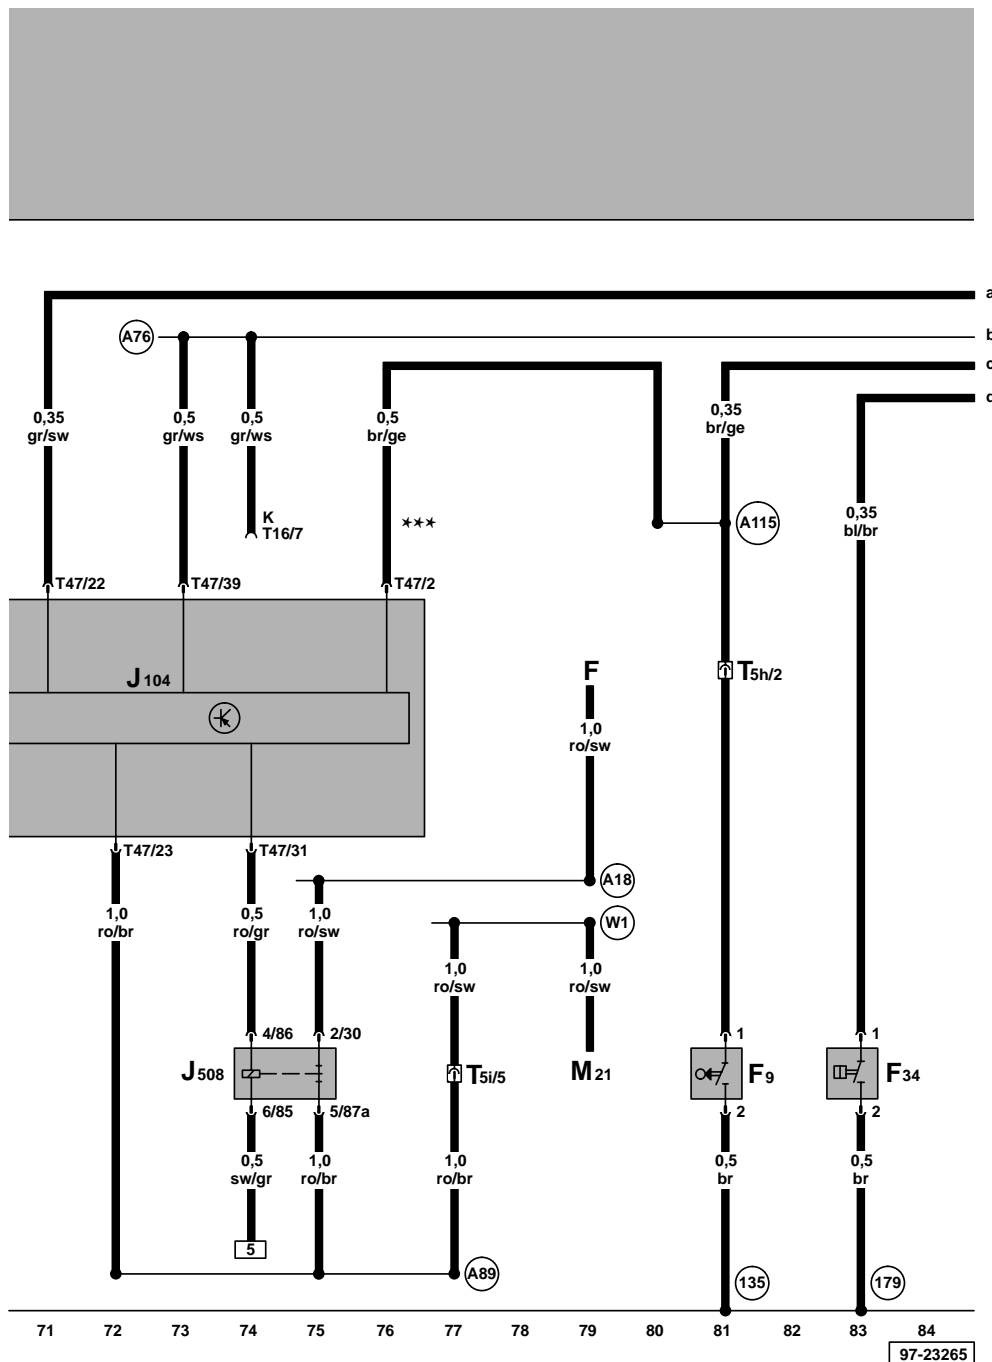 a
b
c
d
A76
0,35
gr/sw
0,5
gr/ws
0,5
gr/ws
0,5
br/ge
0,35
br/ge
K
T16/7
★★★
A115
0,35
bl/br
T47/22
T47/39
T47/2
J 104
F
T5h/2
1,0
ro/sw
T47/23
T47/31
A18
W1
1,0
ro/br
0,5
ro/gr
1,0
ro/sw
1,0
ro/sw
1,0
ro/sw
4/86
2/30
1
1
J508
T5i/5
M21
F9
F34
6/85
5/87a
2
2
0,5
sw/gr
1,0
ro/br
1,0
ro/br
0,5
br
0,5
br
5
A89
135
179
71 72 73 74 75 76 77 78 79 80 81 82 83 84
97-23265